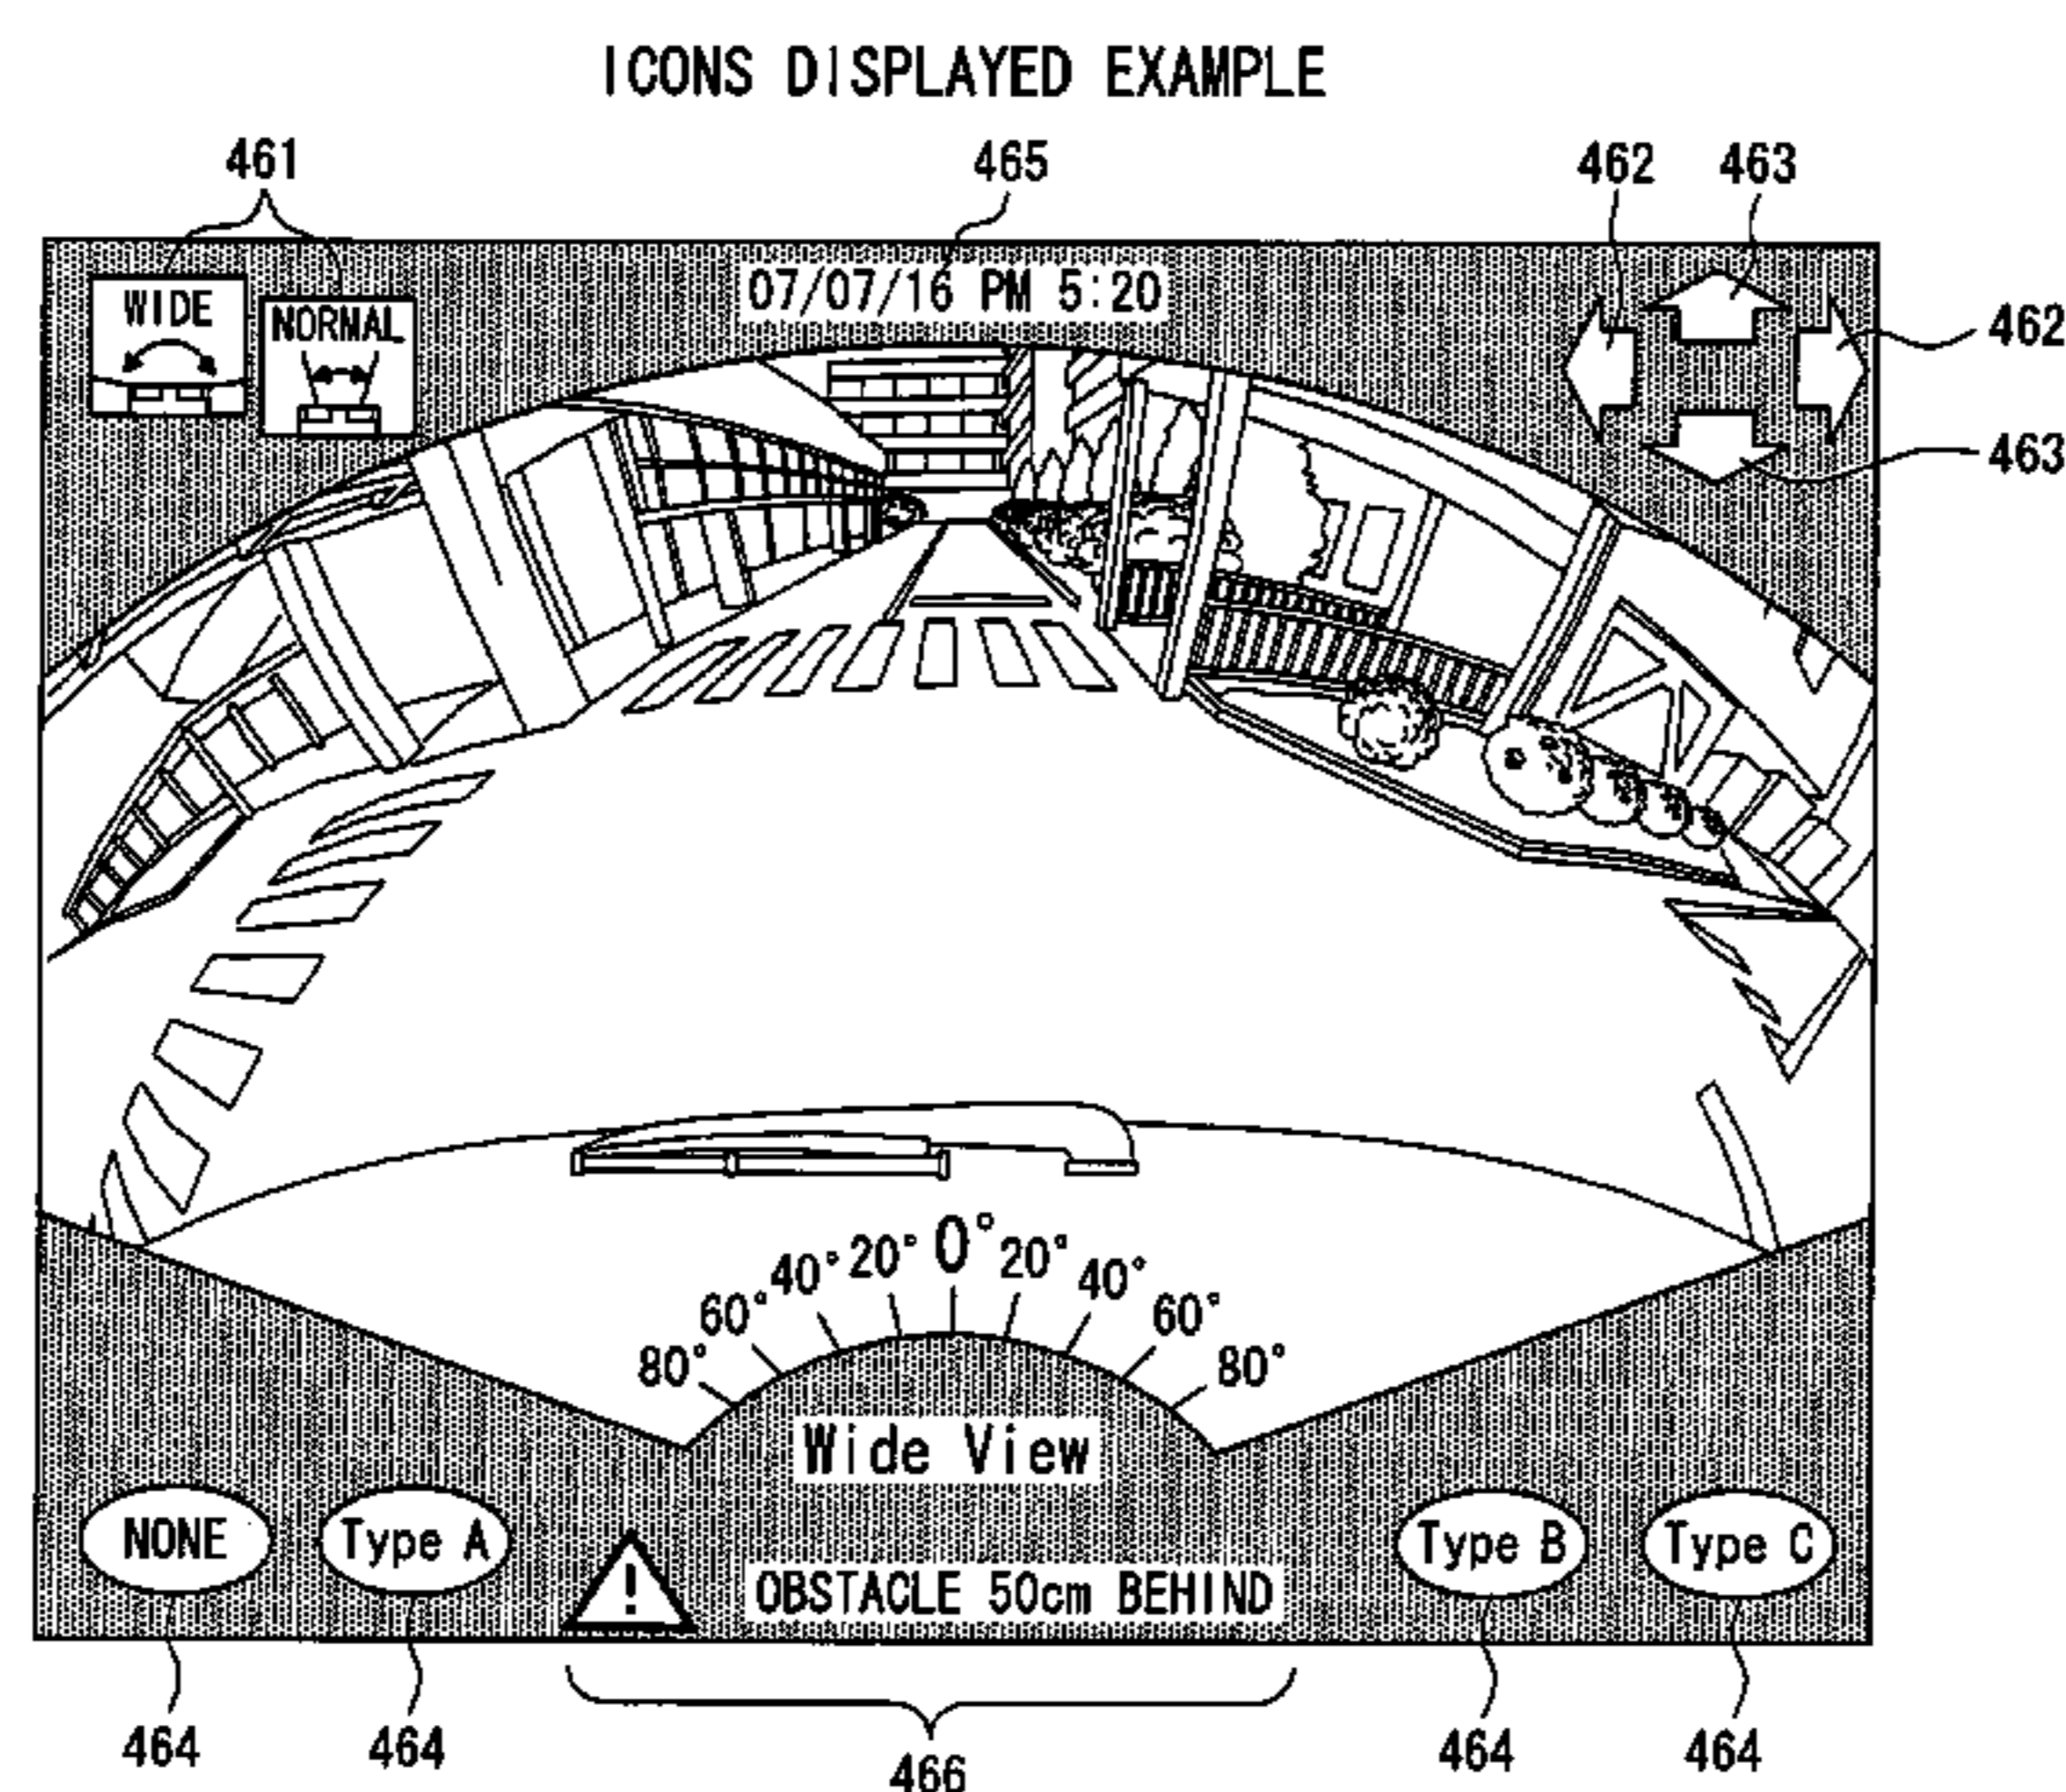 ICONS DISPLAYED EXAMPLE
461
465
462
463
WIDE
NORMAL
07/07/16 PM 5:20
462
463
80°
60°
40°
20°
0°
20°
40°
60°
80°
Wide View
NONE
Type A
!
OBSTACLE 50cm BEHIND
Type B
Type C
464
464
466
464
464